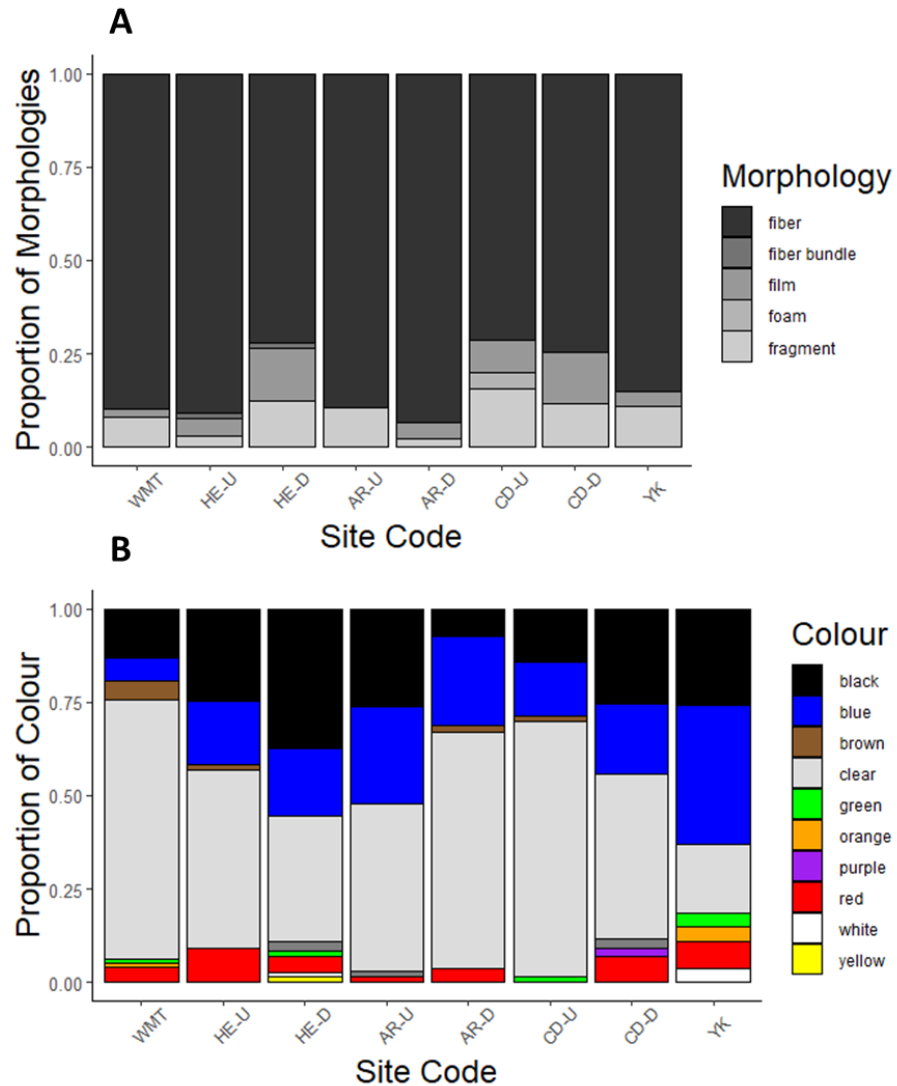 A
Proportion of Morphologies
1.00
0.75
0.50
0.25
0.00
WMT
HE-U
HE-D
AR-U
AR-D
CD-U
CD-D
YK
Site Code
Morphology
fiber
fiber bundle
film
foam
fragment
B
Proportion of Colour
1.00
0.75
0.50
0.25
0.00
WMT
HE-U
HE-D
AR-U
AR-D
CD-U
CD-D
YK
Site Code
Colour
black
blue
brown
clear
green
orange
purple
red
white
yellow